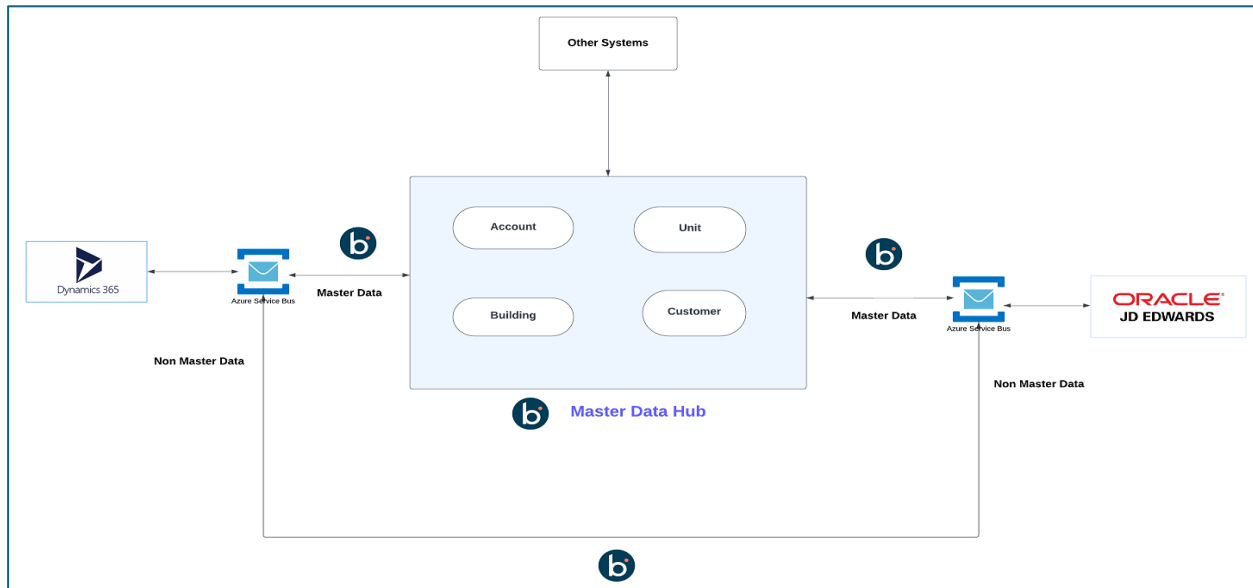 Other Systems
Account
Unit
b
b
Dynamics 365
Azure Service Bus
Master Data
Building
Customer
Master Data
Azure Service Bus
ORACLE®
JD EDWARDS
Non Master Data
Non Master Data
b
Master Data Hub
b